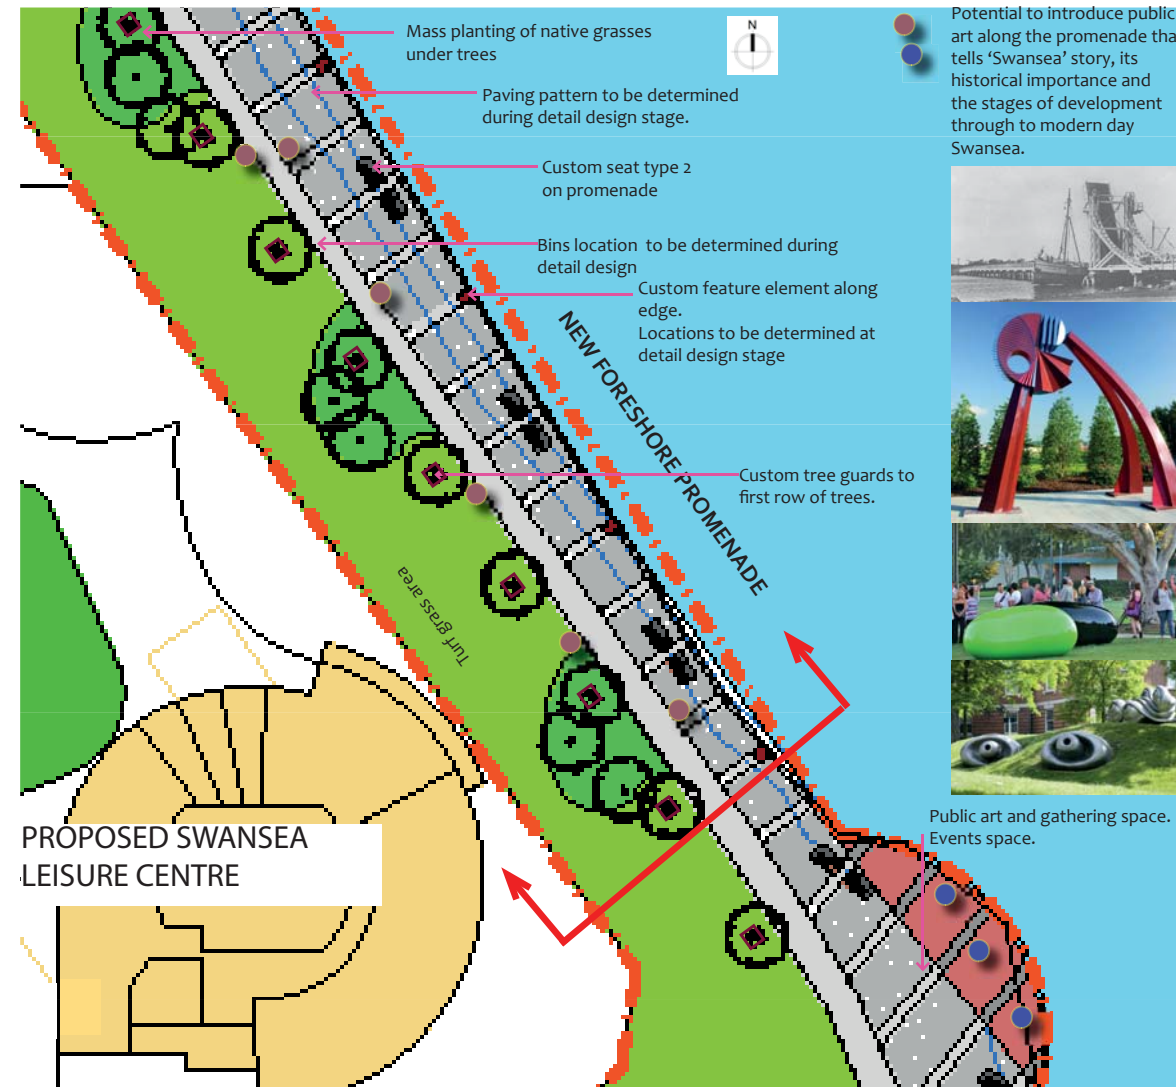 Mass planting of native grasses
under trees
N
Potential to introduce public
art along the promenade tha
tells ‘Swansea’ story, its
historical importance and
the stages of development
through to modern day
Swansea.
Paving pattern to be determined
during detail design stage.
Custom seat type 2
on promenade
Bins location to be determined during
detail design
Custom feature element along
edge.
Locations to be determined at
detail design stage
NEW FORESHORE PROMENADE
Custom tree guards to
first row of trees.
Turf grass area
PROPOSED SWANSEA
LEISURE CENTRE
Public art and gathering space.
Events space.